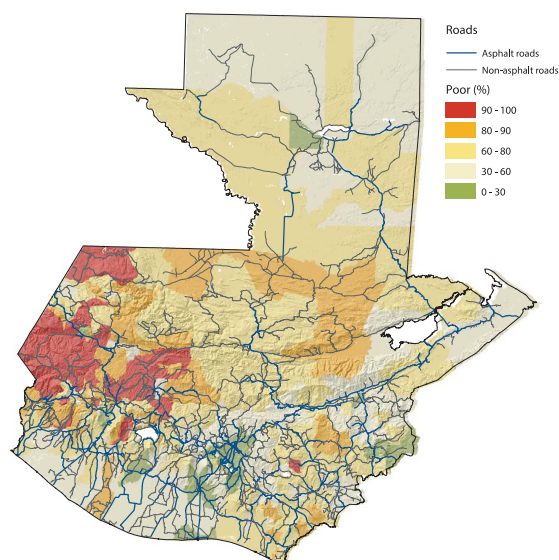 Roads
Asphalt roads
Non-asphalt roads
Poor (%)
90 - 100
80 - 90
60 - 80
30 - 60
0 - 30